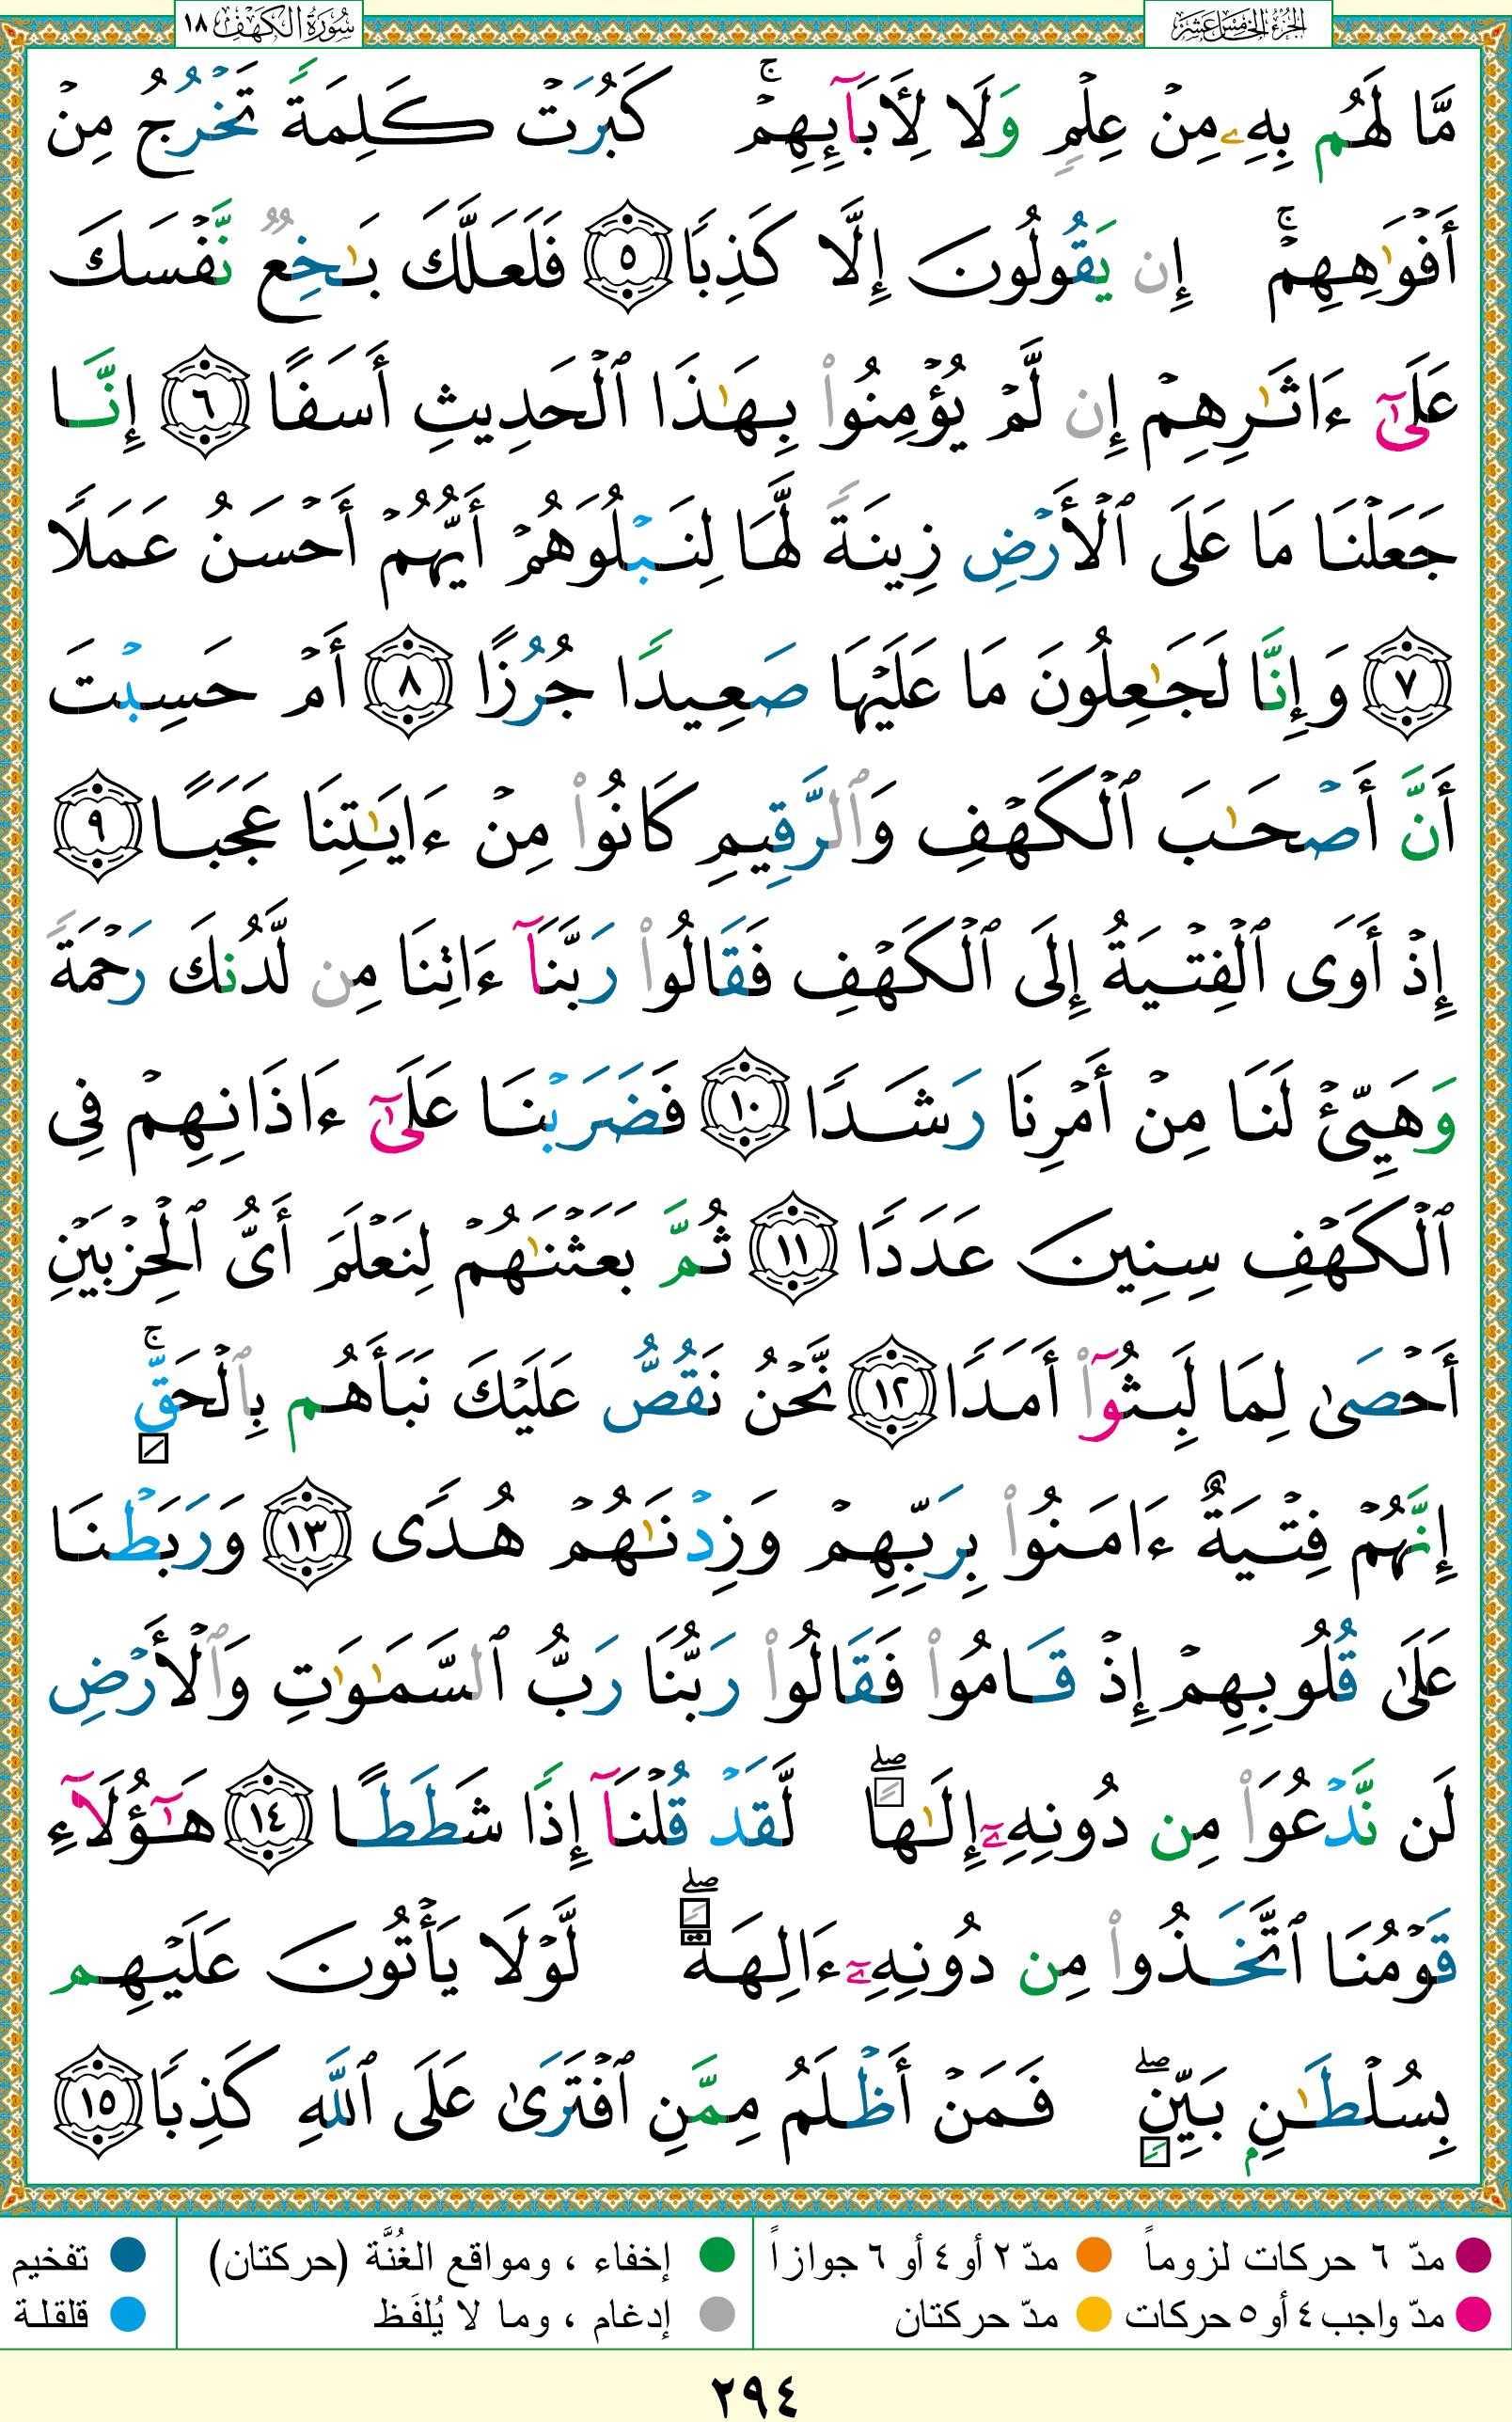 الجزء الخامس عشر
سُورَةُ الكَهْفِ ١٨
مَّا لَهُم بِهِۦ مِنْ عِلْمٍ وَلَا لِأٓبَآئِهِمْ ۚ كَبُرَتْ كَلِمَةً تَخْرُجُ مِنْ
أَفْوَٰهِهِمْ ۚ إِن يَقُولُونَ إِلَّا كَذِبًا ٥ فَلَعَلَّكَ بَـٰخِعٌ نَّفْسَكَ
عَلَىٰٓ ءَاثَـٰرِهِمْ إِن لَّمْ يُؤْمِنُوا۟ بِهَـٰذَا ٱلْحَدِيثِ أَسَفًا ٦ إِنَّا
جَعَلْنَا مَا عَلَى ٱلْأَرْضِ زِينَةً لَّهَا لِنَبْلُوَهُمْ أَيُّهُمْ أَحْسَنُ عَمَلًا
٧ وَإِنَّا لَجَـٰعِلُونَ مَا عَلَيْهَا صَعِيدًا جُرُزًا ٨ أَمْ حَسِبْتَ
أَنَّ أَصْحَـٰبَ ٱلْكَهْفِ وَٱلرَّقِيمِ كَانُوا۟ مِنْ ءَايَـٰتِنَا عَجَبًا ٩
إِذْ أَوَى ٱلْفِتْيَةُ إِلَى ٱلْكَهْفِ فَقَالُوا۟ رَبَّنَآ ءَاتِنَا مِن لَّدُنكَ رَحْمَةً
وَهَيِّئْ لَنَا مِنْ أَمْرِنَا رَشَدًا ١٠ فَضَرَبْنَا عَلَىٰٓ ءَاذَانِهِمْ فِى
ٱلْكَهْفِ سِنِينَ عَدَدًا ١١ ثُمَّ بَعَثْنَـٰهُمْ لِنَعْلَمَ أَىُّ ٱلْحِزْبَيْنِ
أَحْصَىٰ لِمَا لَبِثُوٓا۟ أَمَدًا ١٢ نَّحْنُ نَقُصُّ عَلَيْكَ نَبَأَهُم بِٱلْحَقِّ ۚ
إِنَّهُمْ فِتْيَةٌ ءَامَنُوا۟ بِرَبِّهِمْ وَزِدْنَـٰهُمْ هُدًى ١٣ وَرَبَطْنَا
عَلَىٰ قُلُوبِهِمْ إِذْ قَامُوا۟ فَقَالُوا۟ رَبُّنَا رَبُّ ٱلسَّمَـٰوَٰتِ وَٱلْأَرْضِ
لَن نَّدْعُوَا۟ مِن دُونِهِۦٓ إِلَـٰهًا ۖ لَّقَدْ قُلْنَآ إِذًا شَطَطًا ١٤ هَـٰٓؤُلَآءِ
قَوْمُنَا ٱتَّخَذُوا۟ مِن دُونِهِۦٓ ءَالِهَةً ۖ لَّوْلَا يَأْتُونَ عَلَيْهِم
بِسُلْطَـٰنٍۭ بَيِّنٍ ۖ فَمَنْ أَظْلَمُ مِمَّنِ ٱفْتَرَىٰ عَلَى ٱللَّهِ كَذِبًا ١٥
مدّ ٦ حركات لزوماً مدّ ٢ أو ٤ أو ٦ جوازاً إخفاء ، ومواقع الغُنَّة (حركتان) تفخيم
مدّ واجب ٤ أو ٥ حركات مدّ حركتان إدغام ، وما لا يُلفَظ قلقلة
٢٩٤